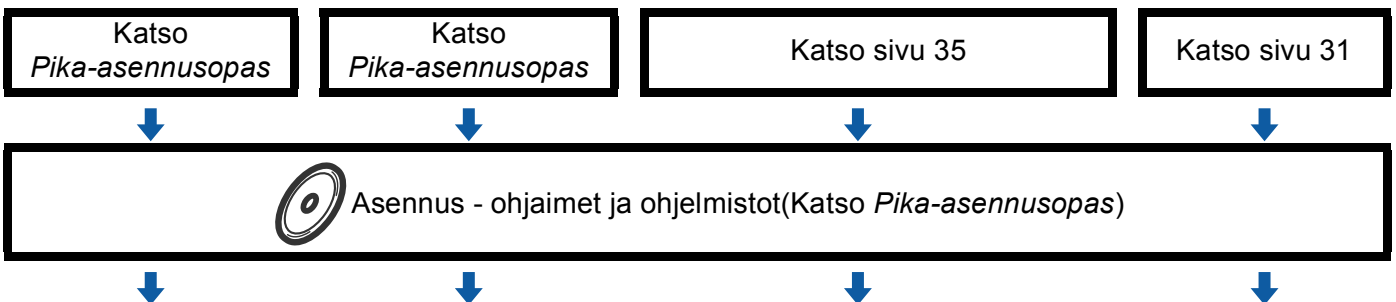 Katso
Pika-asennusopas
Katso
Pika-asennusopas
Katso sivu 35
Katso sivu 31
Asennus - ohjaimet ja ohjelmistot(Katso Pika-asennusopas)